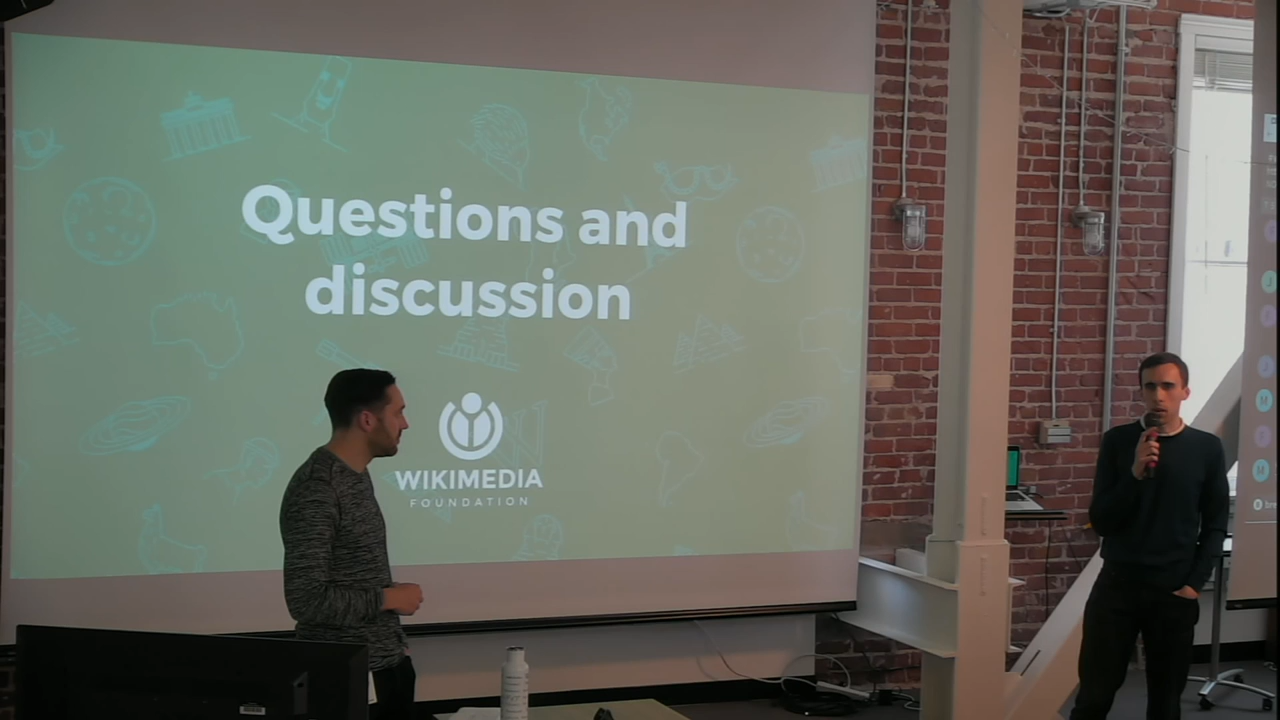 Questions and
discussion
WIKIMEDIA
FOUNDATION
J
M
M